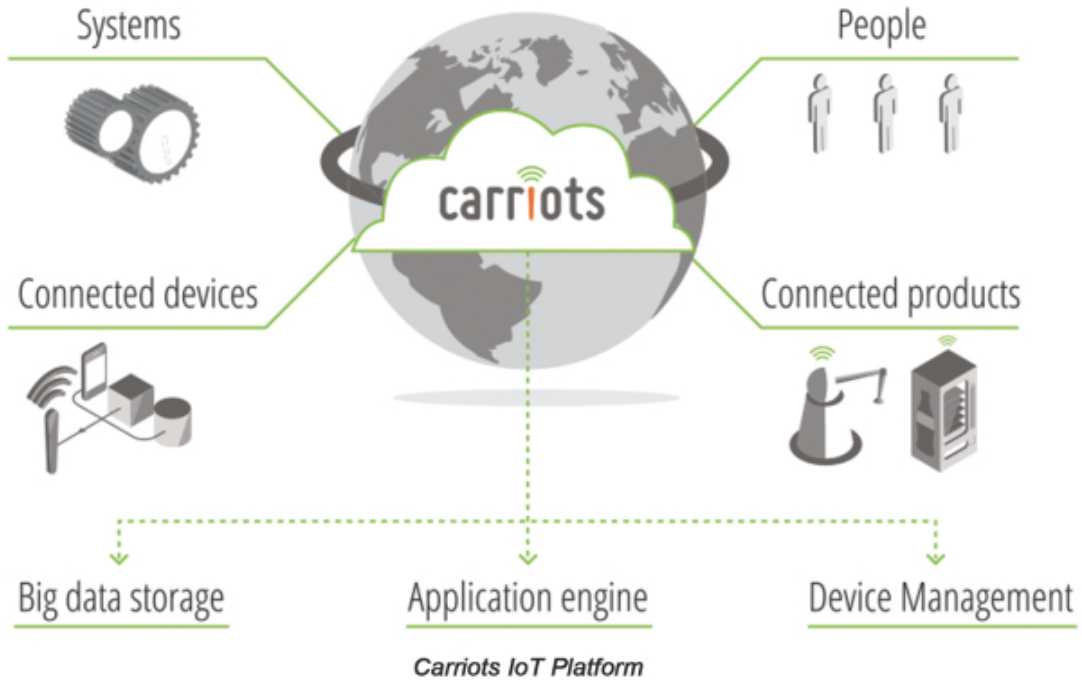 Systems
People
carriots
Connected devices
Connected products
Big data storage
Application engine
Device Management
Carriots IoT Platform